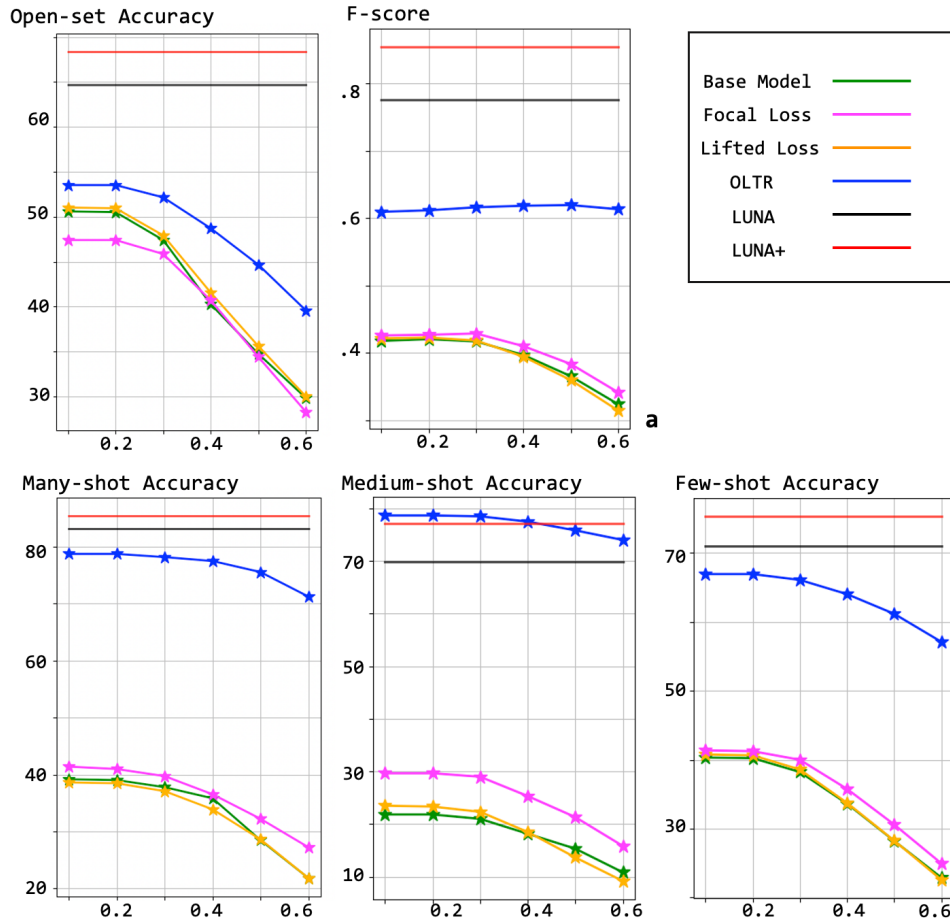 Open-set Accuracy
60
50
40
30
0.2 0.4 0.6
F-score
.8
.6
.4
0.2 0.4 0.6
Base Model
Focal Loss
Lifted Loss
OLTR
LUNA
LUNA+
a
Many-shot Accuracy
80
60
40
20
0.2 0.4 0.6
Medium-shot Accuracy
70
50
30
10
0.2 0.4 0.6
Few-shot Accuracy
70
50
30
0.2 0.4 0.6